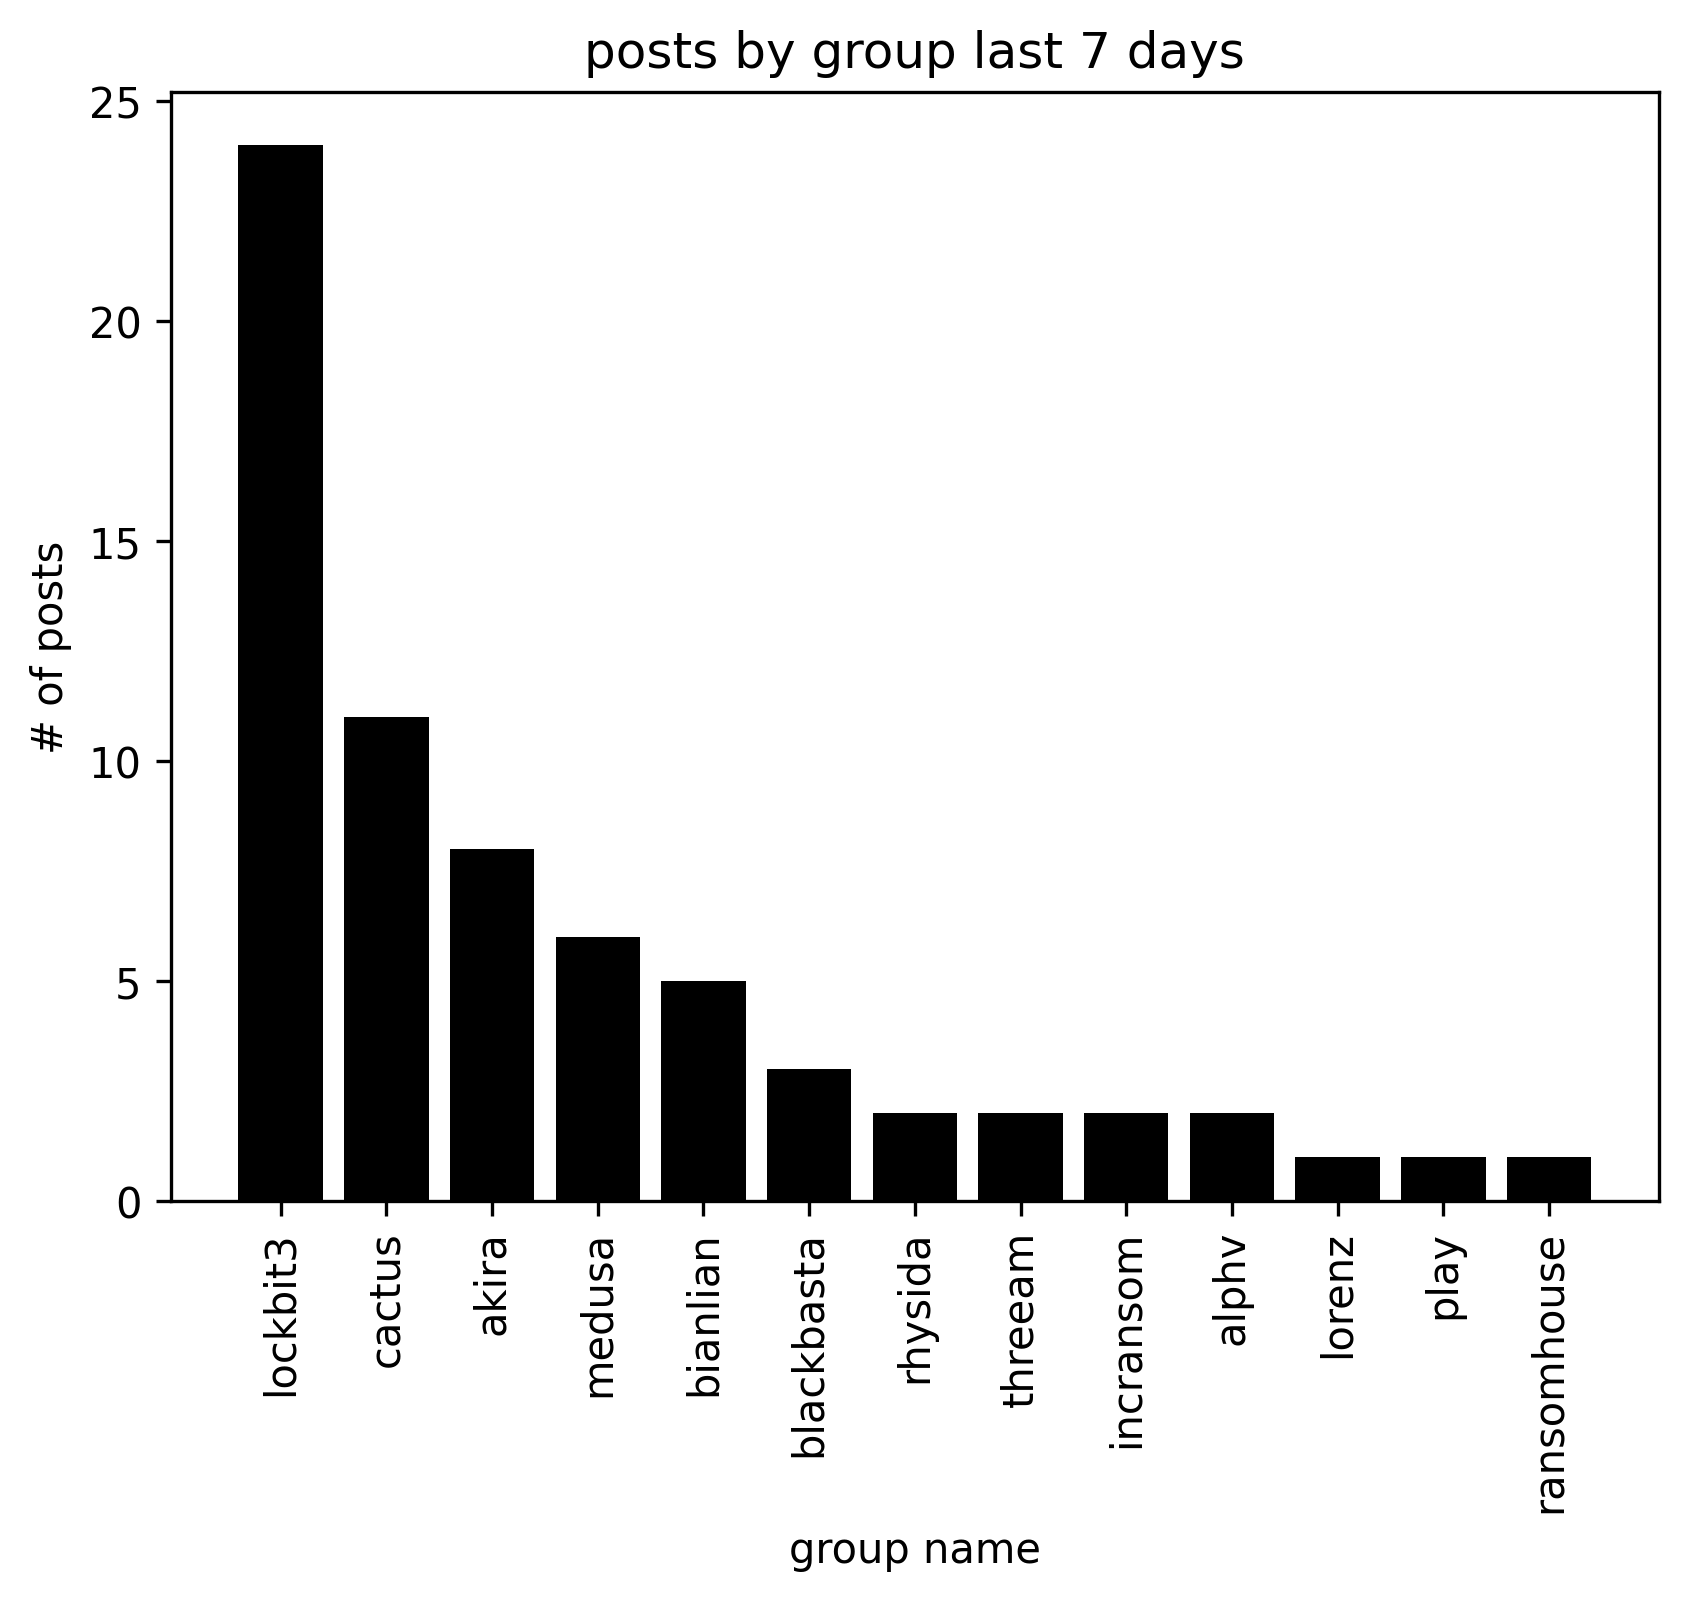 posts by group last 7 days
25
20
15
10
5
0
# of posts
lockbit3
cactus
akira
medusa
bianlian
blackbasta
rhysida
threeam
incransom
alphv
lorenz
play
ransomhouse
group name